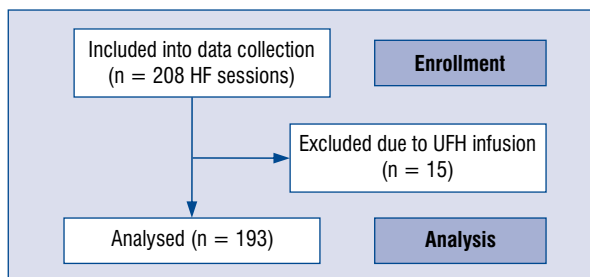 Included into data collection
(n = 208 HF sessions)
Enrollment
Excluded due to UFH infusion
(n = 15)
Analysed (n = 193)
Analysis